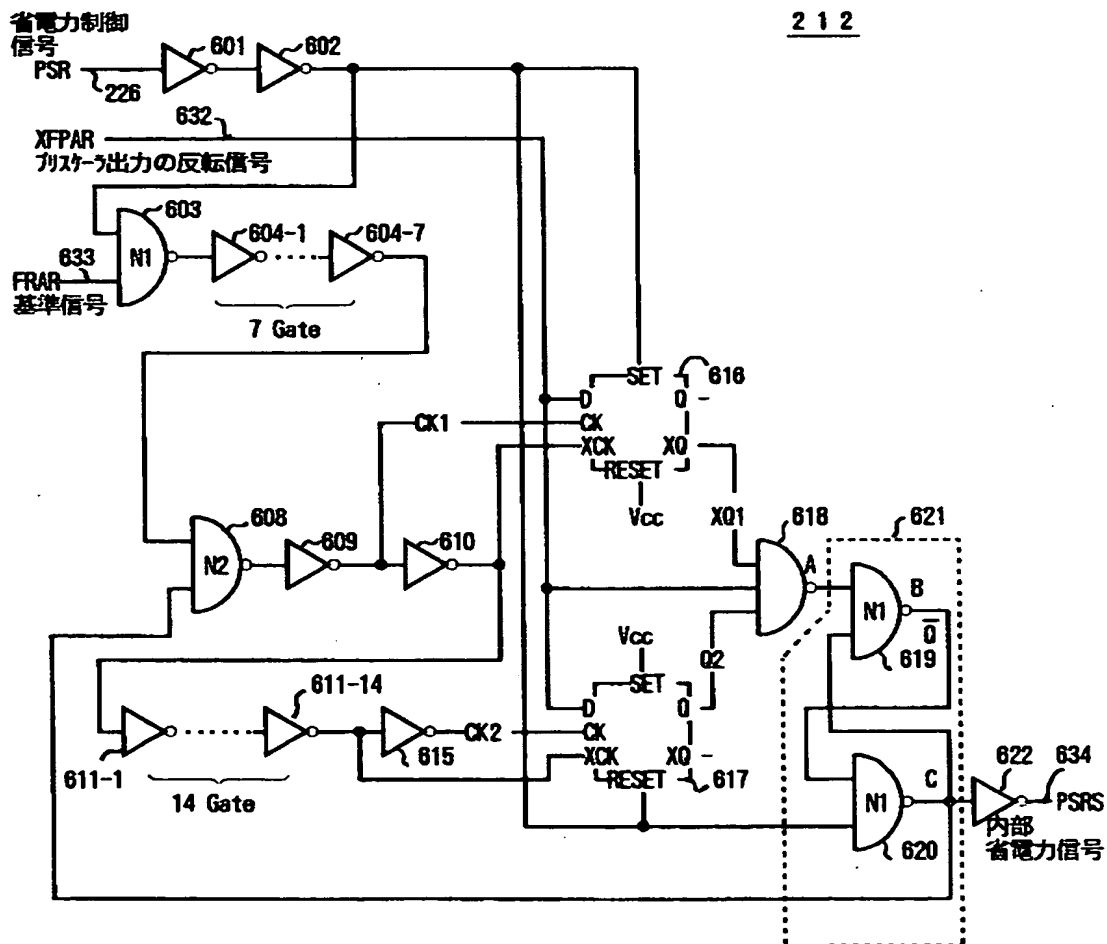 2 1 2
省電力制御
信号
PSR
226
601
602
632
XFPAR
プリスケーラ出力の反転信号
603
N1
633
FRAR
基準信号
604-1
604-7
7 Gate
CK1
SET
616
D
Q
CK
XCK
XQ
RESET
Vcc
XQ1
608
N2
609
610
618
A
621
N1
B
Q
619
Vcc
Q2
SET
D
Q
CK
XCK
XQ
RESET
617
611-14
611-1
14 Gate
615
CK2
N1
C
620
622
634
PSRS
内部
省電力信号